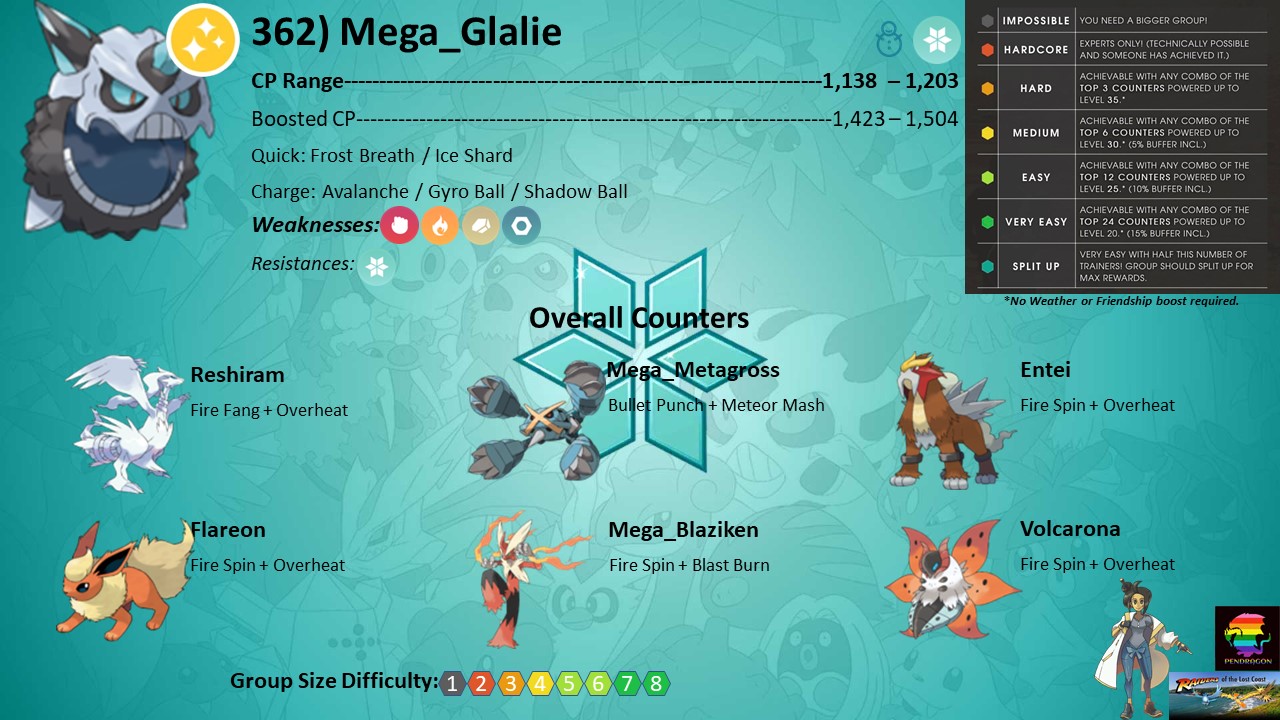 362) Mega_Glalie
CP Range-----------------------------------------------------------------------1,138 – 1,203
Boosted CP-----------------------------------------------------------------------1,423 – 1,504
Quick: Frost Breath / Ice Shard
Charge: Avalanche / Gyro Ball / Shadow Ball
Weaknesses:
Resistances:
IMPOSSIBLE YOU NEED A BIGGER GROUP!
HARDCORE EXPERTS ONLY! (TECHNICALLY POSSIBLE
AND SOMEONE HAS ACHIEVED IT.)
HARD ACHIEVABLE WITH ANY COMBO OF THE
TOP 3 COUNTERS POWERED UP TO
LEVEL 35.*
MEDIUM ACHIEVABLE WITH ANY COMBO OF THE
TOP 6 COUNTERS POWERED UP TO
LEVEL 30.* (5% BUFFER INCL.)
EASY ACHIEVABLE WITH ANY COMBO OF THE
TOP 12 COUNTERS POWERED UP TO
LEVEL 25.* (10% BUFFER INCL.)
VERY EASY ACHIEVABLE WITH ANY COMBO OF THE
TOP 24 COUNTERS POWERED UP TO
LEVEL 20.* (15% BUFFER INCL.)
SPLIT UP VERY EASY WITH HALF THIS NUMBER OF
TRAINERS! GROUP SHOULD SPLIT UP FOR
MAX REWARDS.
*No Weather or Friendship boost required.
Overall Counters
Reshiram
Fire Fang + Overheat
Mega_Metagross
Bullet Punch + Meteor Mash
Entei
Fire Spin + Overheat
Flareon
Fire Spin + Overheat
Mega_Blaziken
Fire Spin + Blast Burn
Volcarona
Fire Spin + Overheat
Group Size Difficulty: 1 2 3 4 5 6 7 8
PENDRAGON
RAIDERS of the Lost Coast